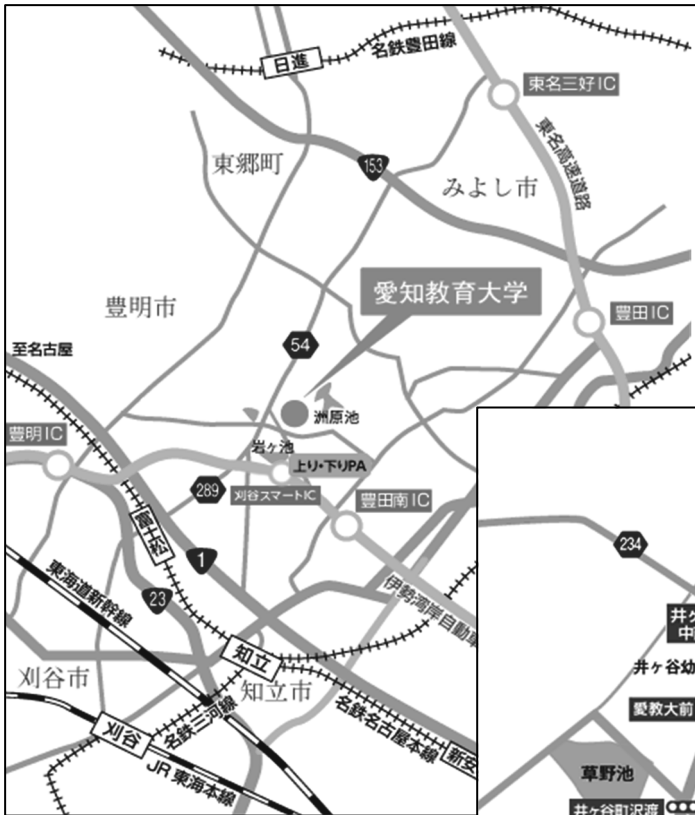 日進
名鉄豊田線
東名三好IC
東名高速道路
東郷町
153
みよし市
愛知教育大学
豊明市
豊田IC
至名古屋
54
洲原池
豊明IC
岩ヶ池
上り・下りPA
289
刈谷スマートIC
豊田南IC
富士松
1
234
東海道新幹線
23
伊勢湾岸自動車
井ヶ
中
知立
井ヶ谷幼
刈谷市
知立市
愛教大前
刈谷
名鉄三河線
名鉄名古屋本線
新安
JR東海本線
草野池
井ヶ谷町沢渡